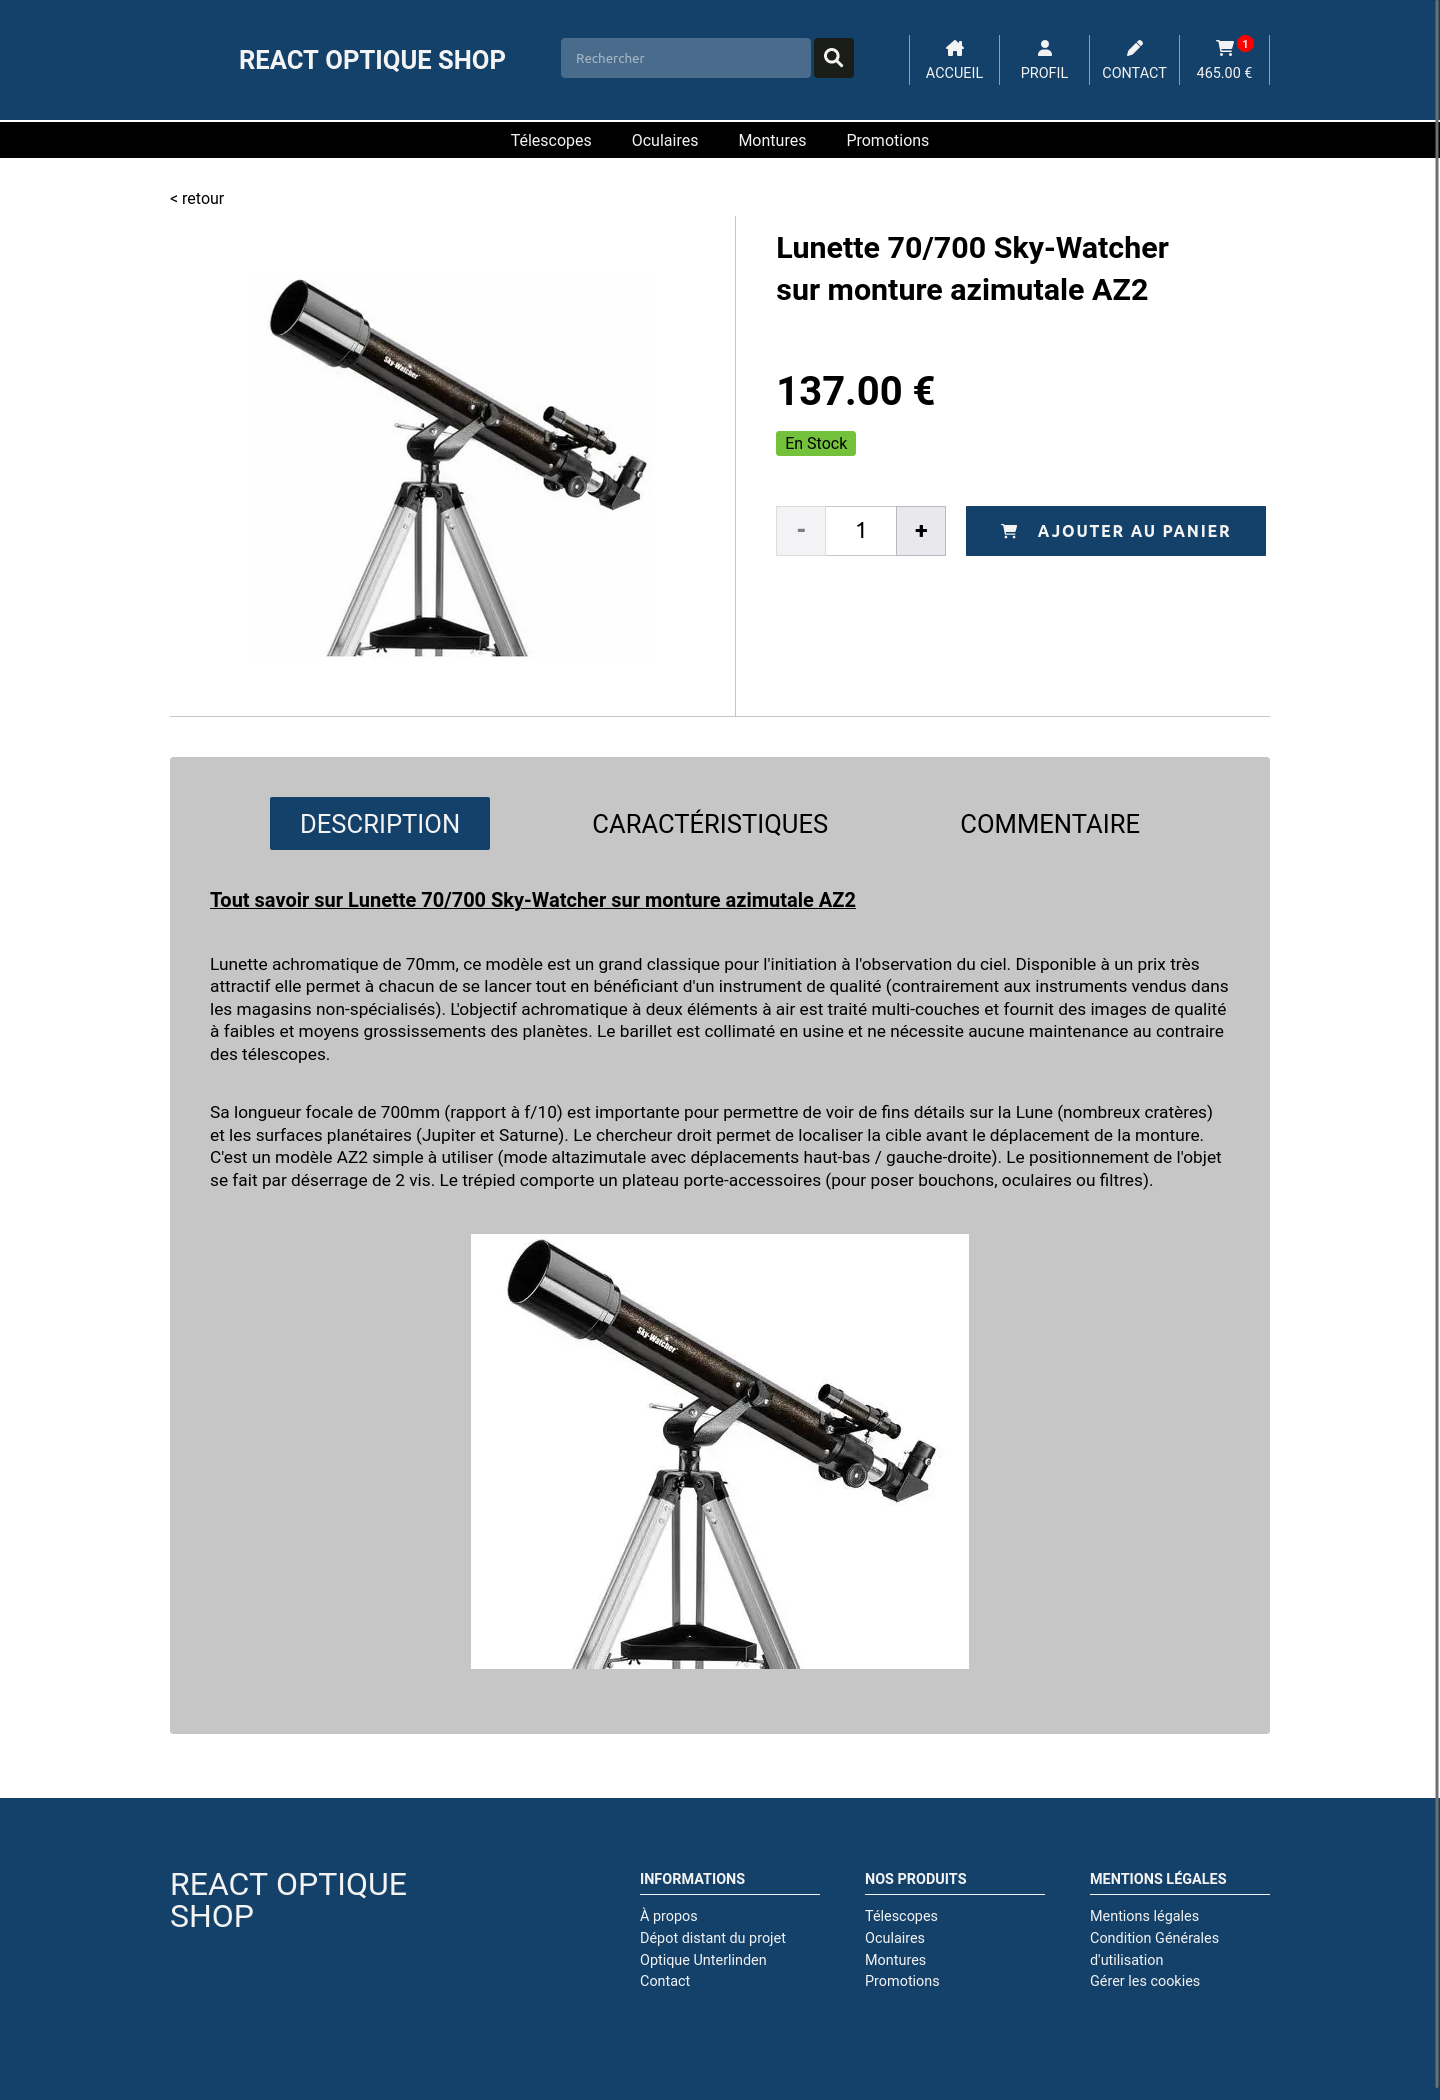 REACT OPTIQUE SHOP
Rechercher
ACCUEIL
PROFIL
CONTACT
1
465.00 €
Télescopes
Oculaires
Montures
Promotions
< retour
Sky-Watcher
Lunette 70/700 Sky-Watcher
sur monture azimutale AZ2
137.00 €
En Stock
-
1
+
AJOUTER AU PANIER
DESCRIPTION
CARACTÉRISTIQUES
COMMENTAIRE
Tout savoir sur Lunette 70/700 Sky-Watcher sur monture azimutale AZ2
Lunette achromatique de 70mm, ce modèle est un grand classique pour l'initiation à l'observation du ciel. Disponible à un prix très
attractif elle permet à chacun de se lancer tout en bénéficiant d'un instrument de qualité (contrairement aux instruments vendus dans
les magasins non-spécialisés). L'objectif achromatique à deux éléments à air est traité multi-couches et fournit des images de qualité
à faibles et moyens grossissements des planètes. Le barillet est collimaté en usine et ne nécessite aucune maintenance au contraire
des télescopes.
Sa longueur focale de 700mm (rapport à f/10) est importante pour permettre de voir de fins détails sur la Lune (nombreux cratères)
et les surfaces planétaires (Jupiter et Saturne). Le chercheur droit permet de localiser la cible avant le déplacement de la monture.
C'est un modèle AZ2 simple à utiliser (mode altazimutale avec déplacements haut-bas / gauche-droite). Le positionnement de l'objet
se fait par déserrage de 2 vis. Le trépied comporte un plateau porte-accessoires (pour poser bouchons, oculaires ou filtres).
Sky-Watcher
REACT OPTIQUE
SHOP
INFORMATIONS
À propos
Dépot distant du projet
Optique Unterlinden
Contact
NOS PRODUITS
Télescopes
Oculaires
Montures
Promotions
MENTIONS LÉGALES
Mentions légales
Condition Générales
d'utilisation
Gérer les cookies